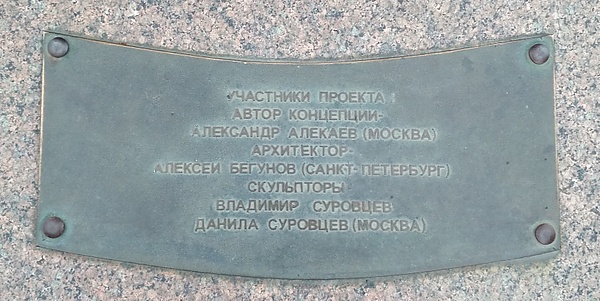 УЧАСТНИКИ ПРОЕКТА:
АВТОР КОНЦЕПЦИИ-
АЛЕКСАНДР АЛЕКАЕВ (МОСКВА)
АРХИТЕКТОР-
АЛЕКСЕЙ БЕГУНОВ (САНКТ-ПЕТЕРБУРГ)
СКУЛЬПТОРЫ-
ВЛАДИМИР СУРОВЦЕВ
ДАНИЛА СУРОВЦЕВ (МОСКВА)